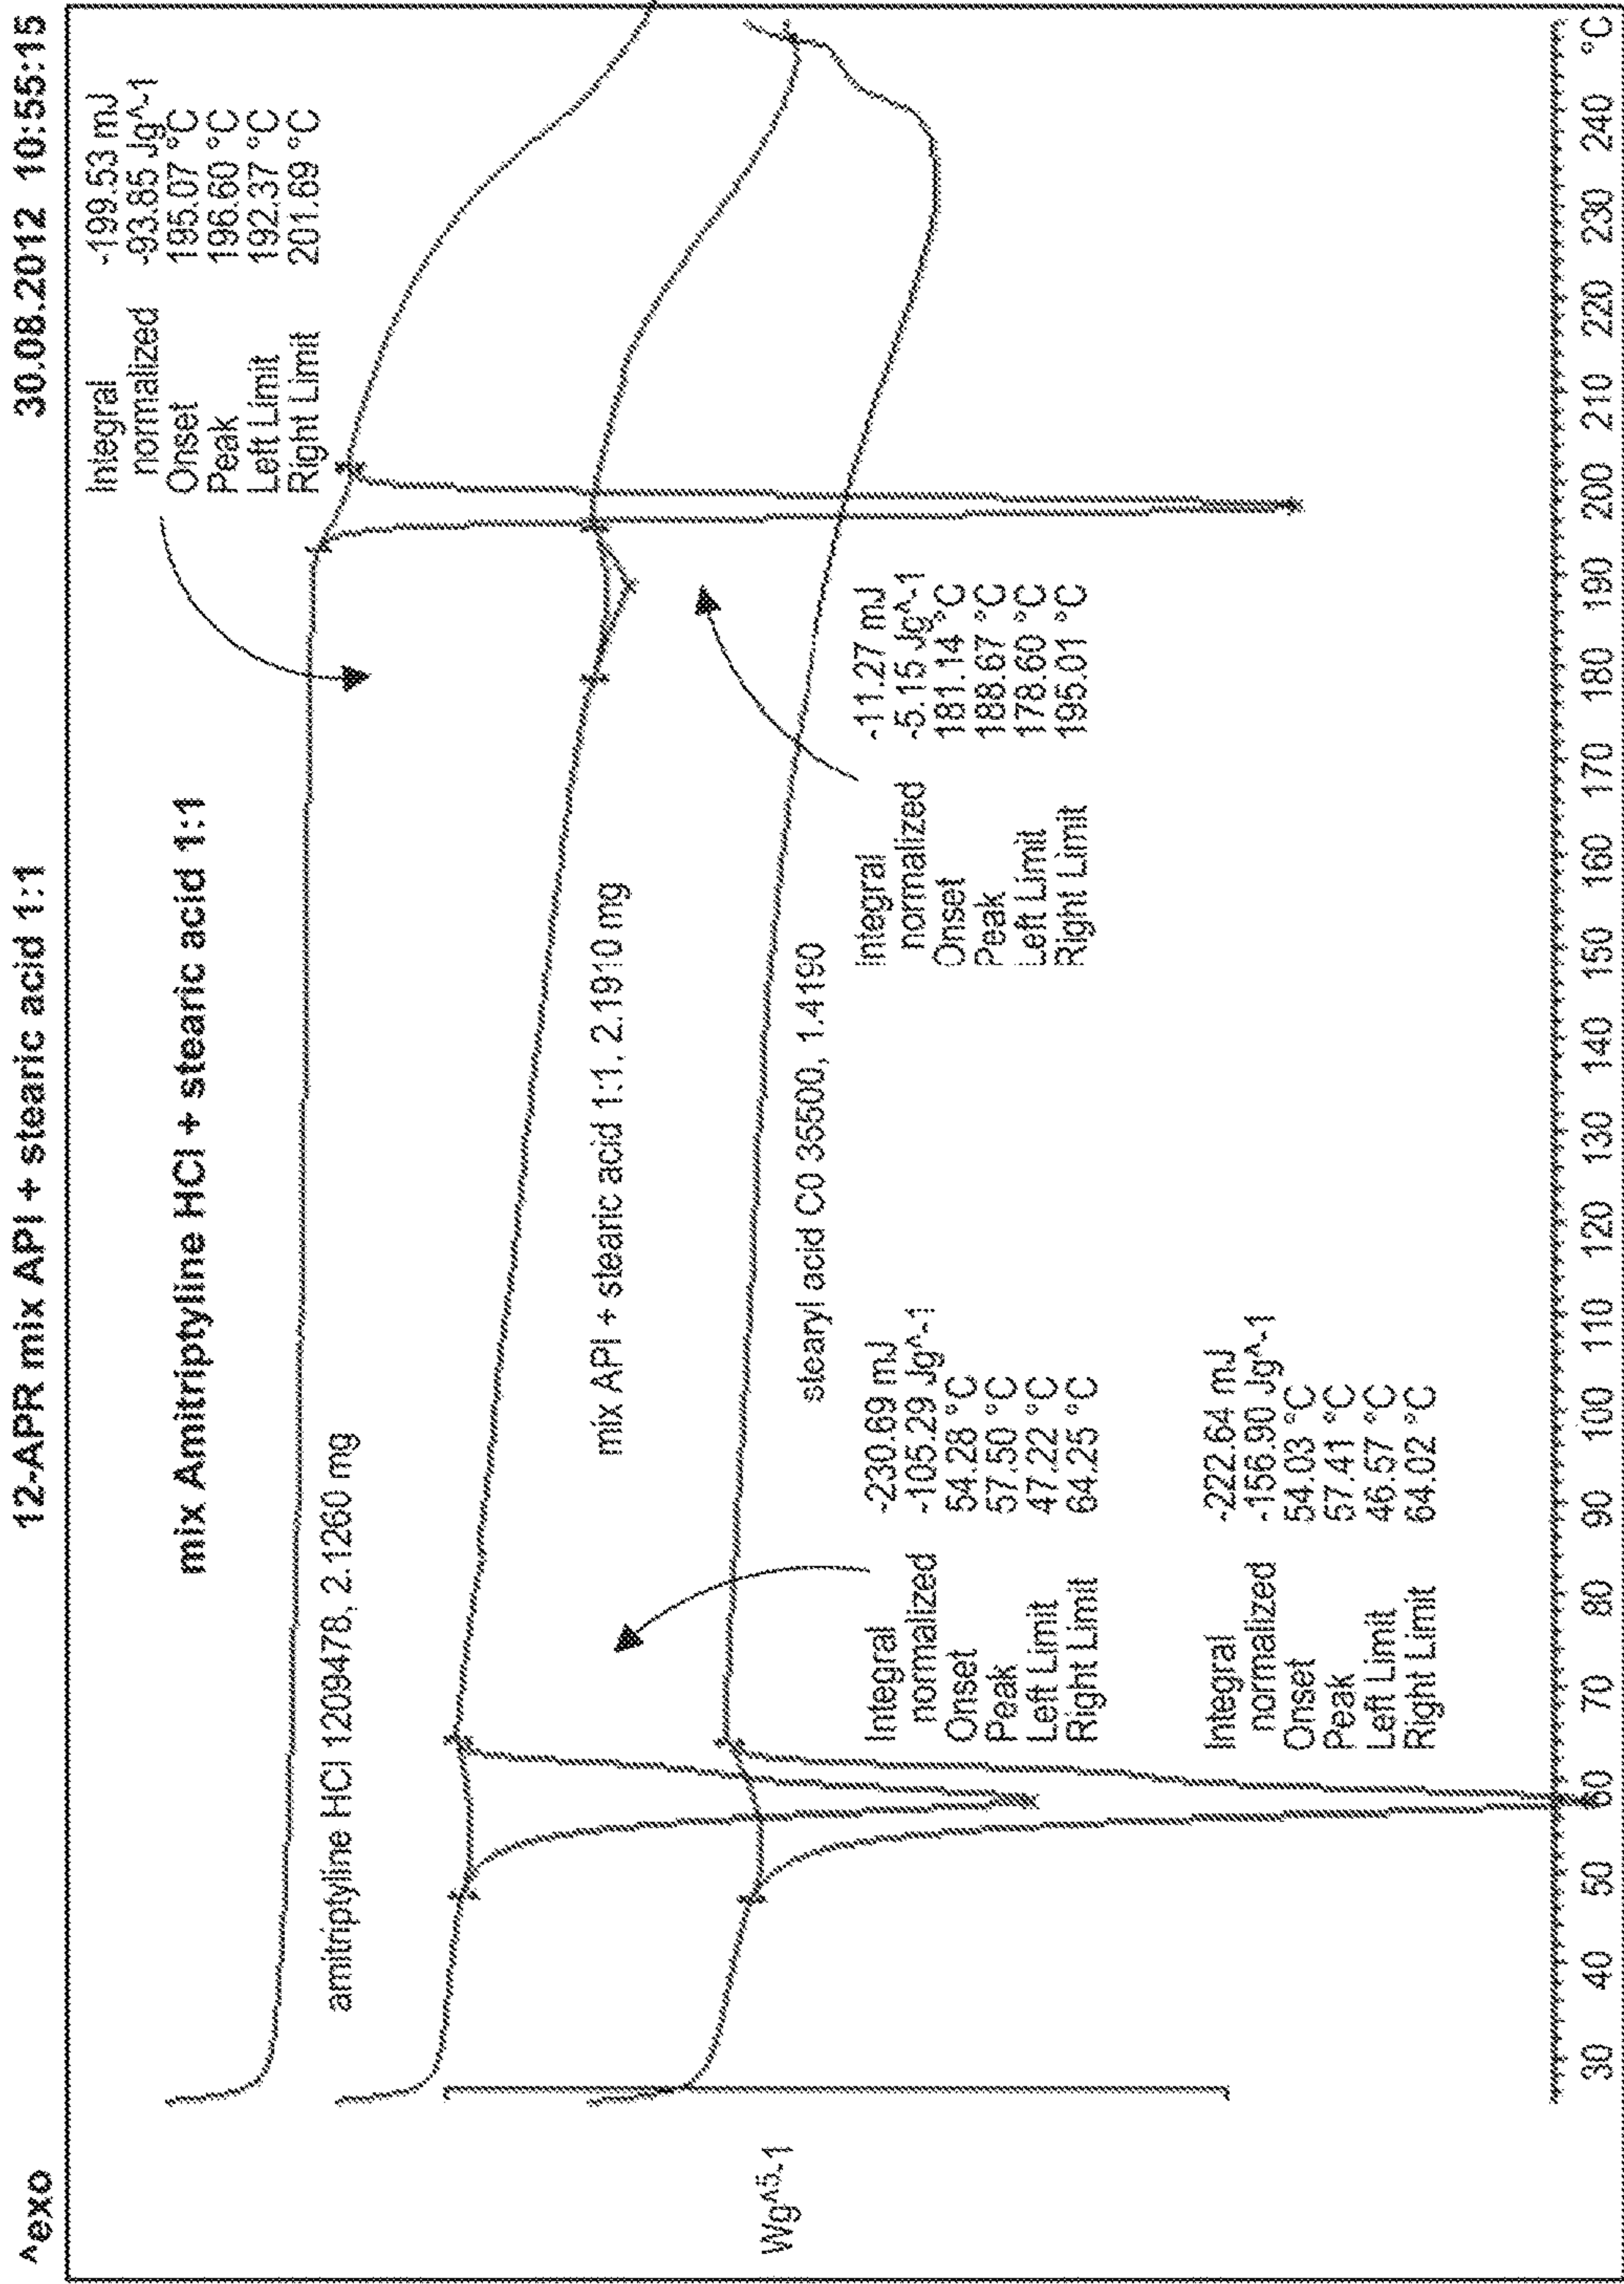 ^exo
12-APR mix API + stearic acid 1:1
30.08.2012 10:55:15
mix Amitriptyline HCl + stearic acid 1:1
Integral -199.53 mJ
normalized -93.85 Jg^-1
Onset 195.07 °C
Peak 196.60 °C
Left Limit 192.37 °C
Right Limit 201.69 °C
amitriptyline HCl 1209478, 2.1260 mg
mix API + stearic acid 1:1, 2.1910 mg
stearyl acid C0 35500, 1.4190
Integral -11.27 mJ
normalized -5.15 Jg^-1
Onset 181.14 °C
Peak 188.67 °C
Left Limit 178.60 °C
Right Limit 195.01 °C
Integral -230.69 mJ
normalized -105.29 Jg^-1
Onset 54.28 °C
Peak 57.50 °C
Left Limit 47.22 °C
Right Limit 64.25 °C
Integral -222.64 mJ
normalized -156.90 Jg^-1
Onset 54.03 °C
Peak 57.41 °C
Left Limit 46.57 °C
Right Limit 64.02 °C
Wg^5-1
30 40 50 60 70 80 90 100 110 120 130 140 150 160 170 180 190 200 210 220 230 240 °C